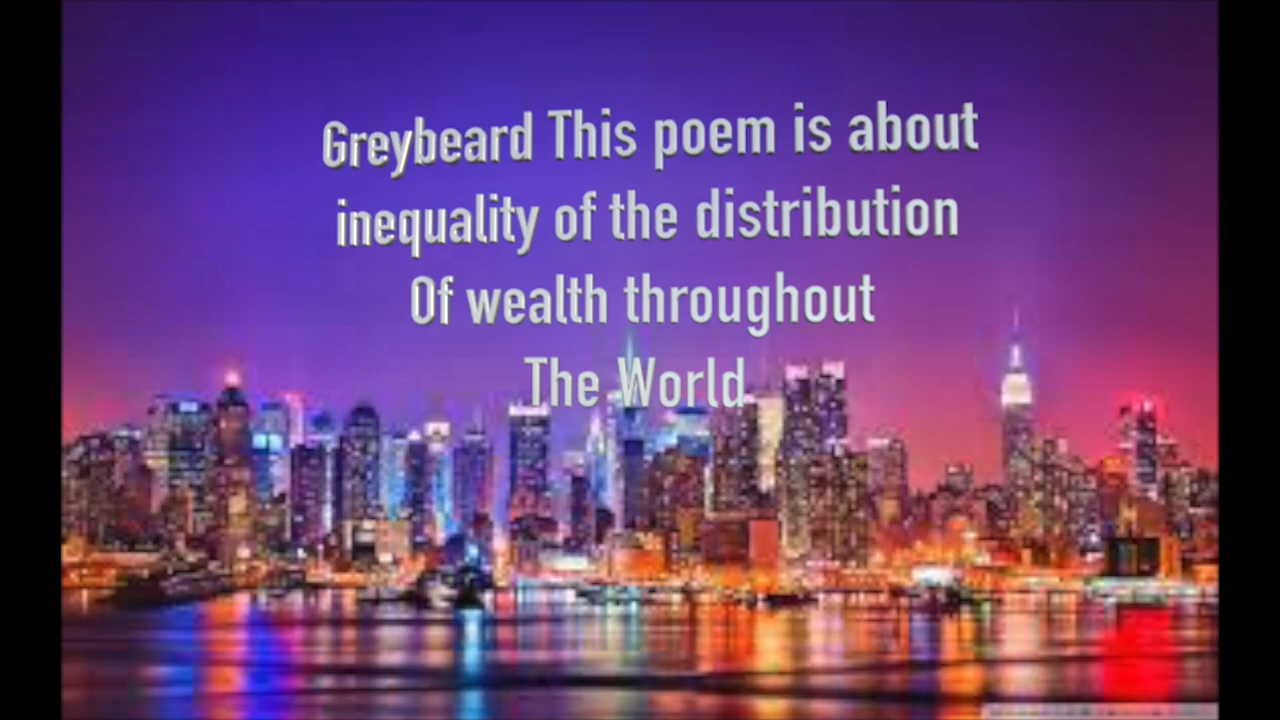 Greybeard This poem is about
inequality of the distribution
Of wealth throughout
The World